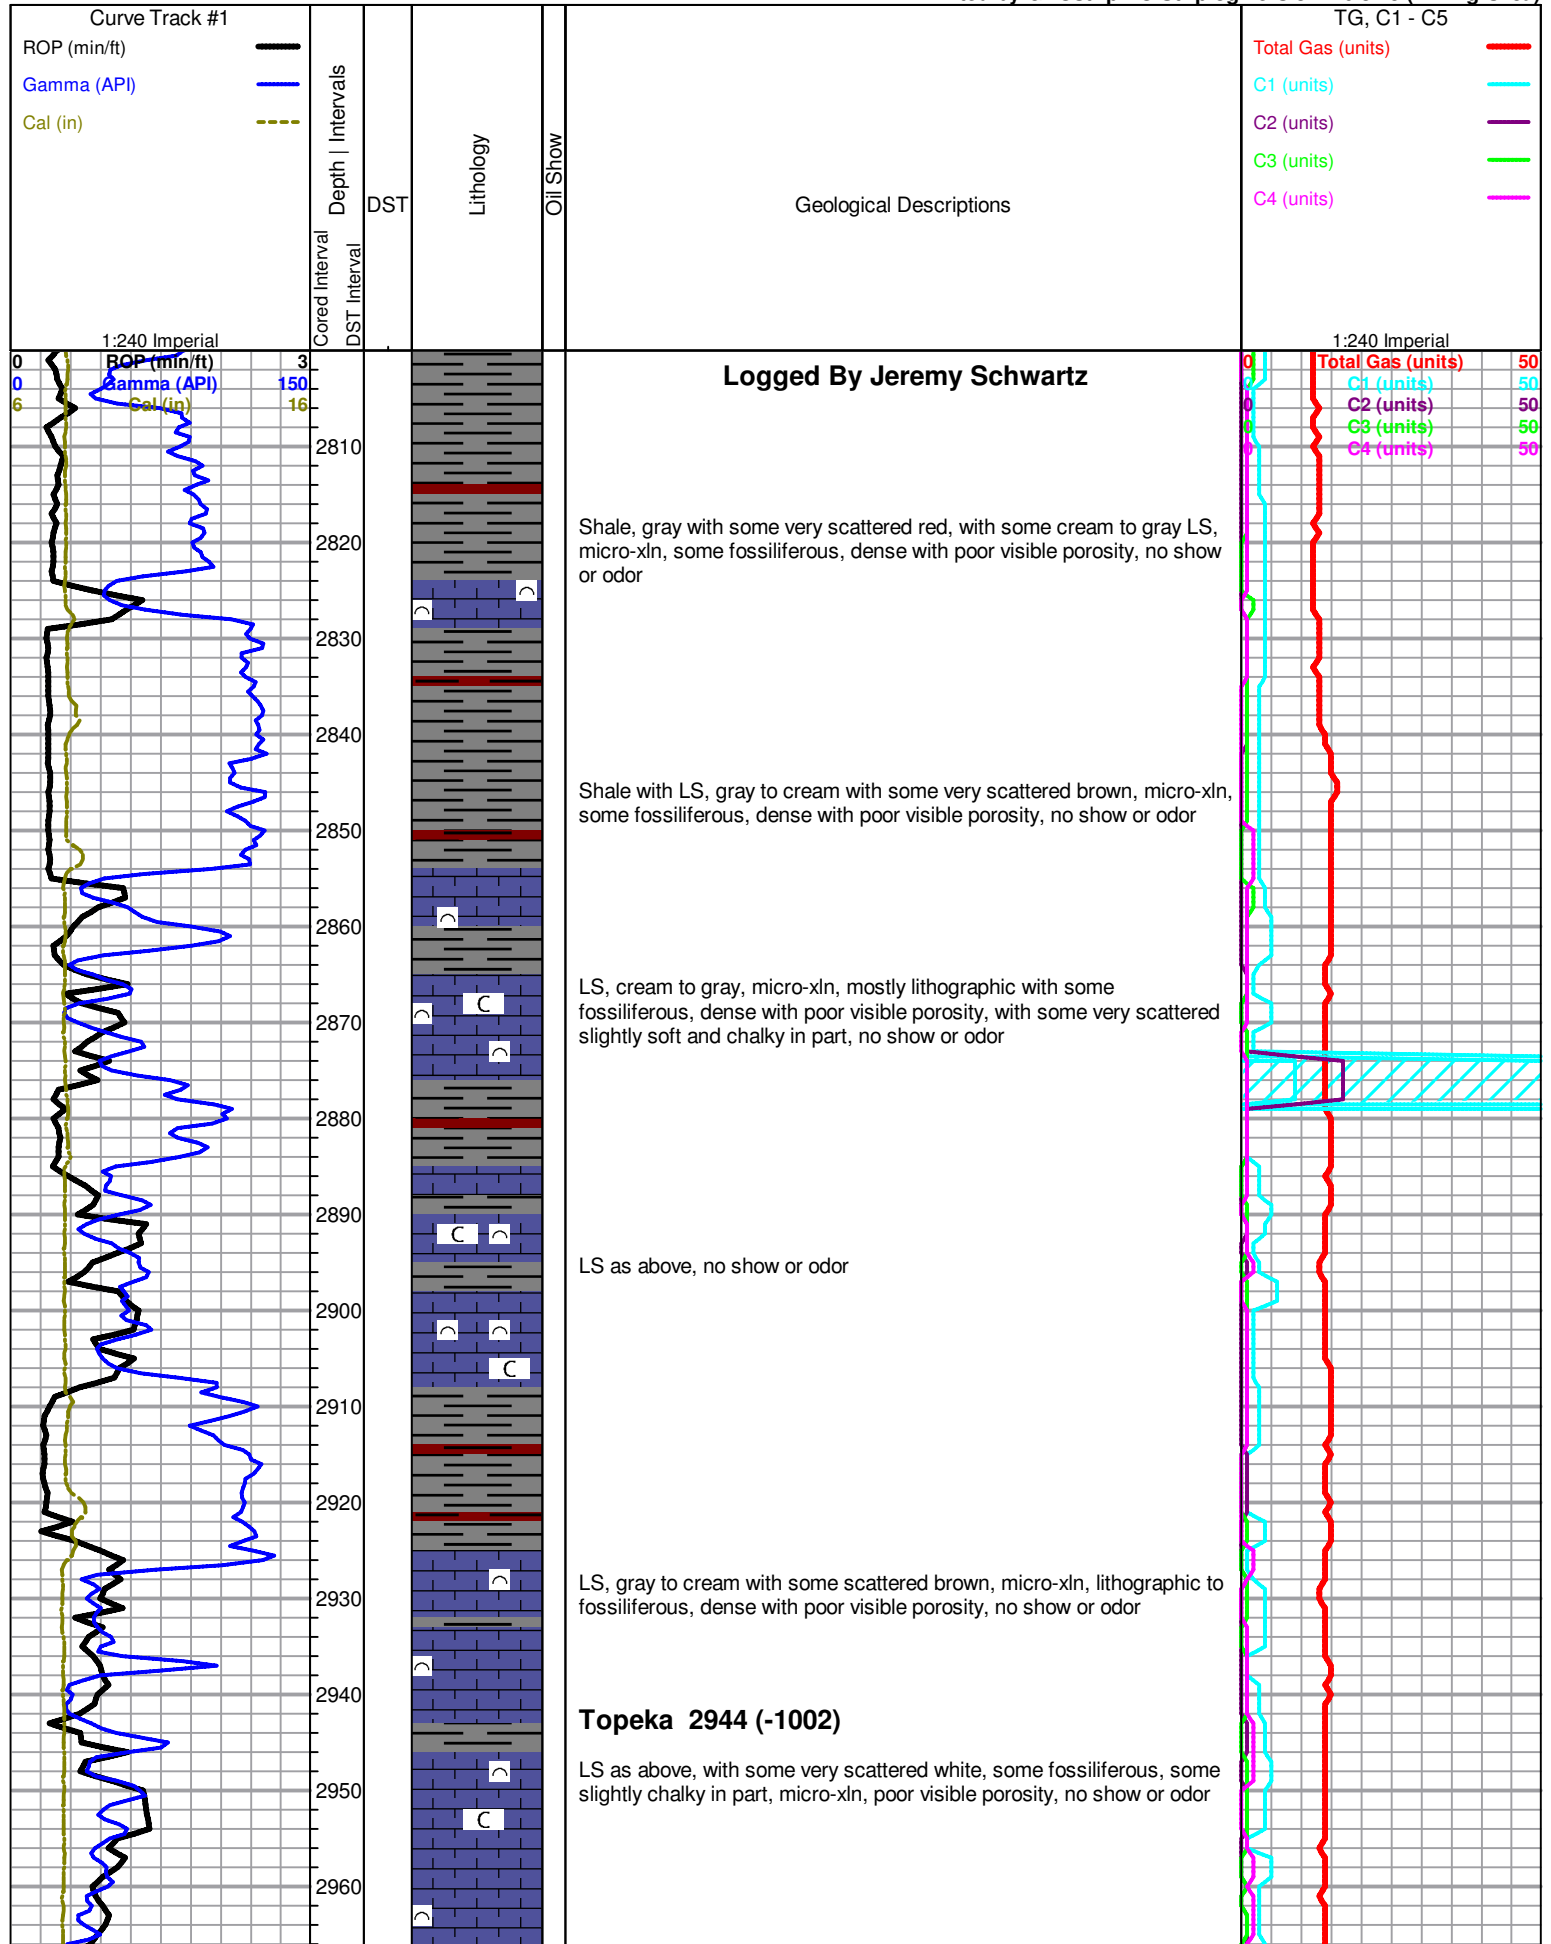 Curve Track #1
ROP (min/ft)
Gamma (API)
Cal (in)
1:240 Imperial
Cored Interval
Depth | Intervals
DST Interval
DST
Lithology
Oil Show
Geological Descriptions
TG, C1 - C5
Total Gas (units)
C1 (units)
C2 (units)
C3 (units)
C4 (units)
1:240 Imperial
0 ROP (min/ft) 3
0 Gamma (API) 150
6 Cal (in) 16
Logged By Jeremy Schwartz
0 Total Gas (units) 50
0 C1 (units) 50
0 C2 (units) 50
0 C3 (units) 50
0 C4 (units) 50
2810
Shale, gray with some very scattered red, with some cream to gray LS,
micro-xln, some fossiliferous, dense with poor visible porosity, no show
or odor
2820
2830
2840
Shale with LS, gray to cream with some very scattered brown, micro-xln,
some fossiliferous, dense with poor visible porosity, no show or odor
2850
2860
LS, cream to gray, micro-xln, mostly lithographic with some
fossiliferous, dense with poor visible porosity, with some very scattered
slightly soft and chalky in part, no show or odor
C
2870
2880
2890
C
LS as above, no show or odor
2900
C
2910
2920
LS, gray to cream with some scattered brown, micro-xln, lithographic to
fossiliferous, dense with poor visible porosity, no show or odor
2930
2940
Topeka 2944 (-1002)
LS as above, with some very scattered white, some fossiliferous, some
slightly chalky in part, micro-xln, poor visible porosity, no show or odor
2950
C
2960